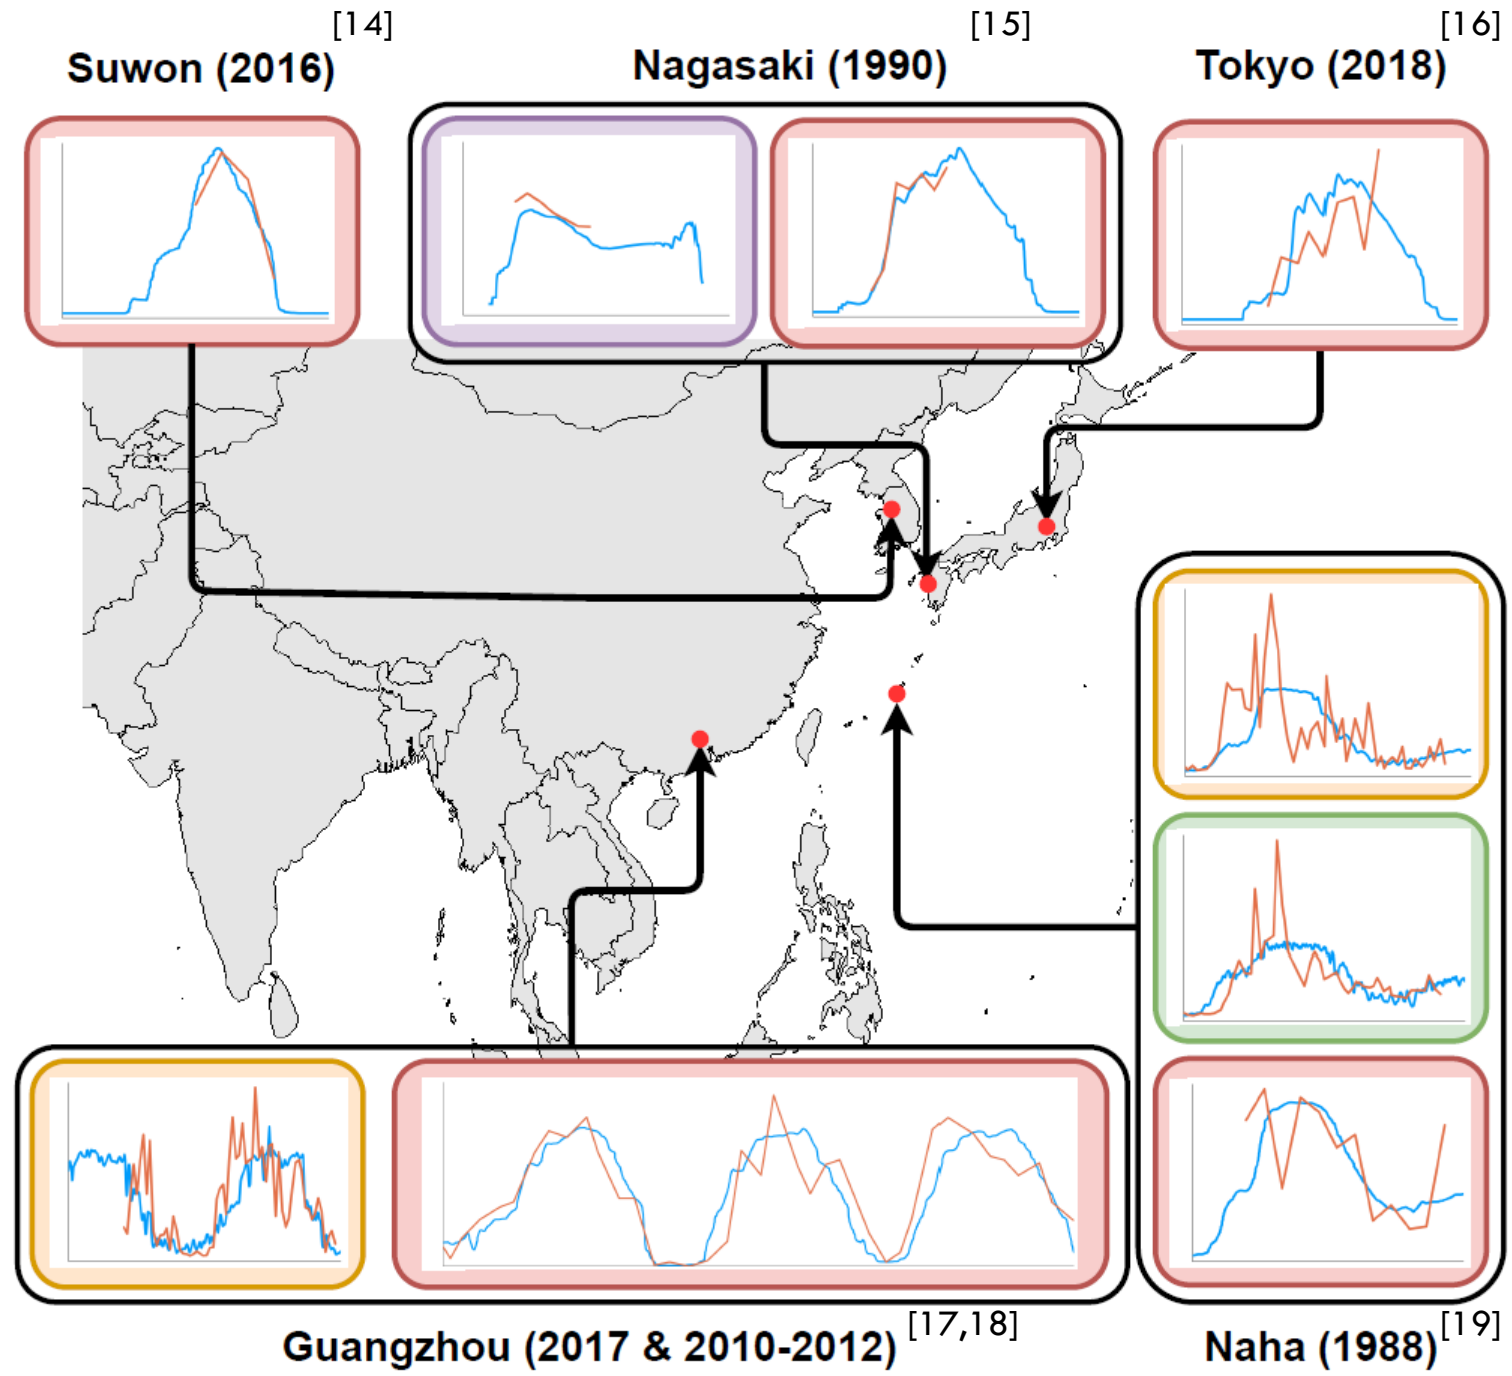 [14] [15] [16]
Suwon (2016) Nagasaki (1990) Tokyo (2018)
[17,18] [19]
Guangzhou (2017 & 2010-2012) Naha (1988)